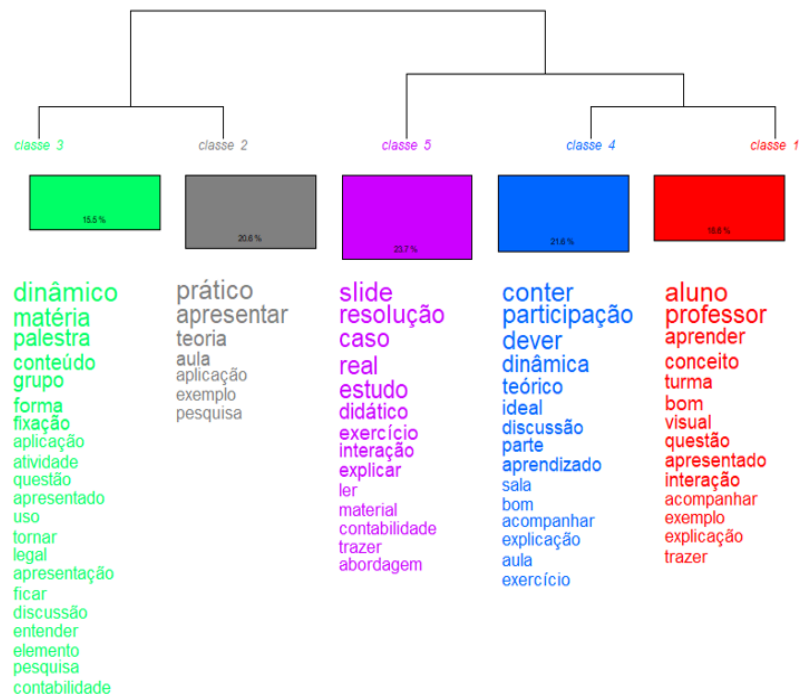 classe 3
classe 2
classe 5
classe 4
classe 1
15.5 %
20.6 %
23.7 %
21.6 %
18.6 %
dinâmico
matéria
palestra
conteúdo
grupo
forma
fixação
aplicação
atividade
questão
apresentado
uso
tornar
legal
apresentação
ficar
discussão
entender
elemento
pesquisa
contabilidade
prático
apresentar
teoria
aula
aplicação
exemplo
pesquisa
slide
resolução
caso
real
estudo
didático
exercício
interação
explicar
ler
material
contabilidade
trazer
abordagem
conter
participação
dever
dinâmica
teórico
ideal
discussão
parte
aprendizado
sala
bom
acompanhar
explicação
aula
exercício
aluno
professor
aprender
conceito
turma
bom
visual
questão
apresentado
interação
acompanhar
exemplo
explicação
trazer